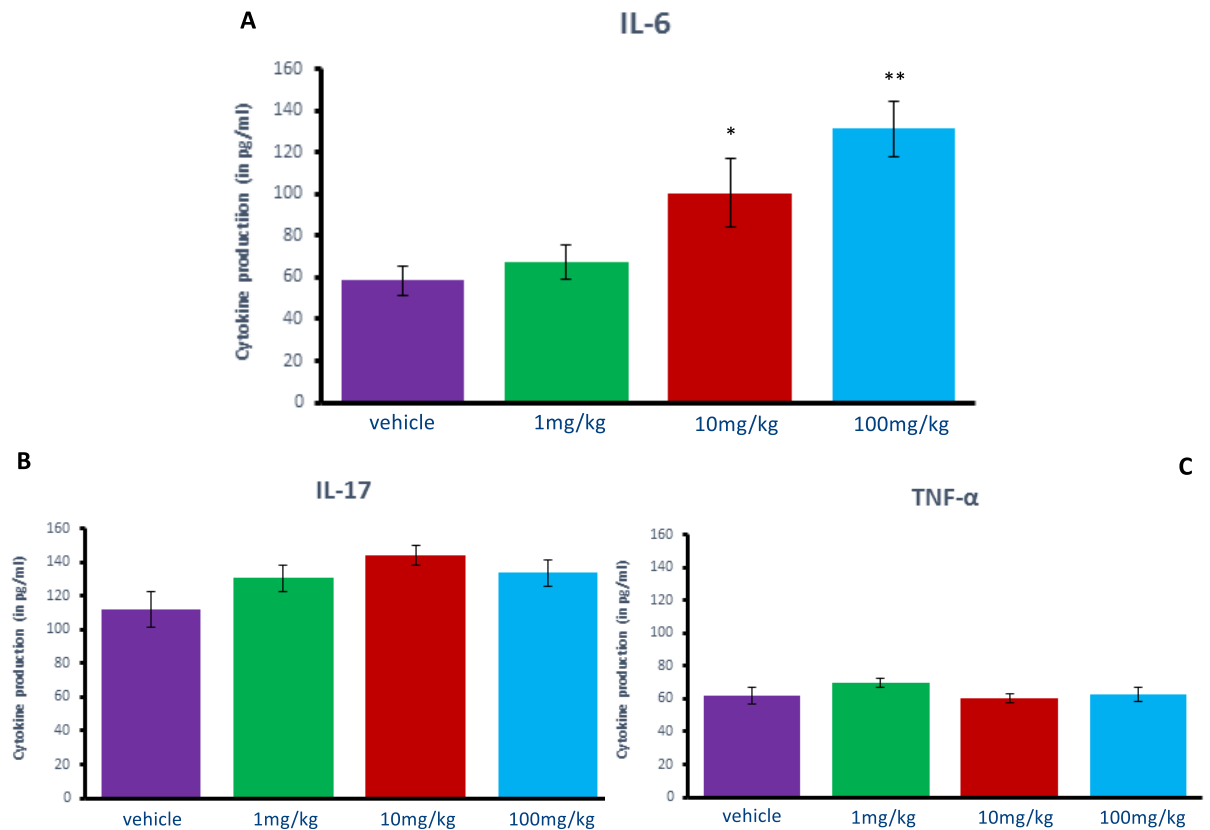 A
IL-6
Cytokine productiion (in pg/ml)
160
140
120
100
80
60
40
20
0
*
**
vehicle 1mg/kg 10mg/kg 100mg/kg
B
IL-17
Cytokine production (in pg/ml)
160
140
120
100
80
60
40
20
0
vehicle 1mg/kg 10mg/kg 100mg/kg
C
TNF-α
Cytokine production (in pg/ml)
160
140
120
100
80
60
40
20
0
vehicle 1mg/kg 10mg/kg 100mg/kg